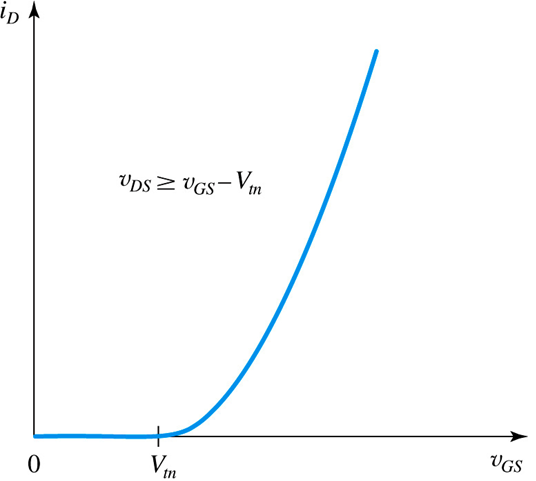 i_D
v_DS ≥ v_GS – V_tn
0
V_tn
v_GS